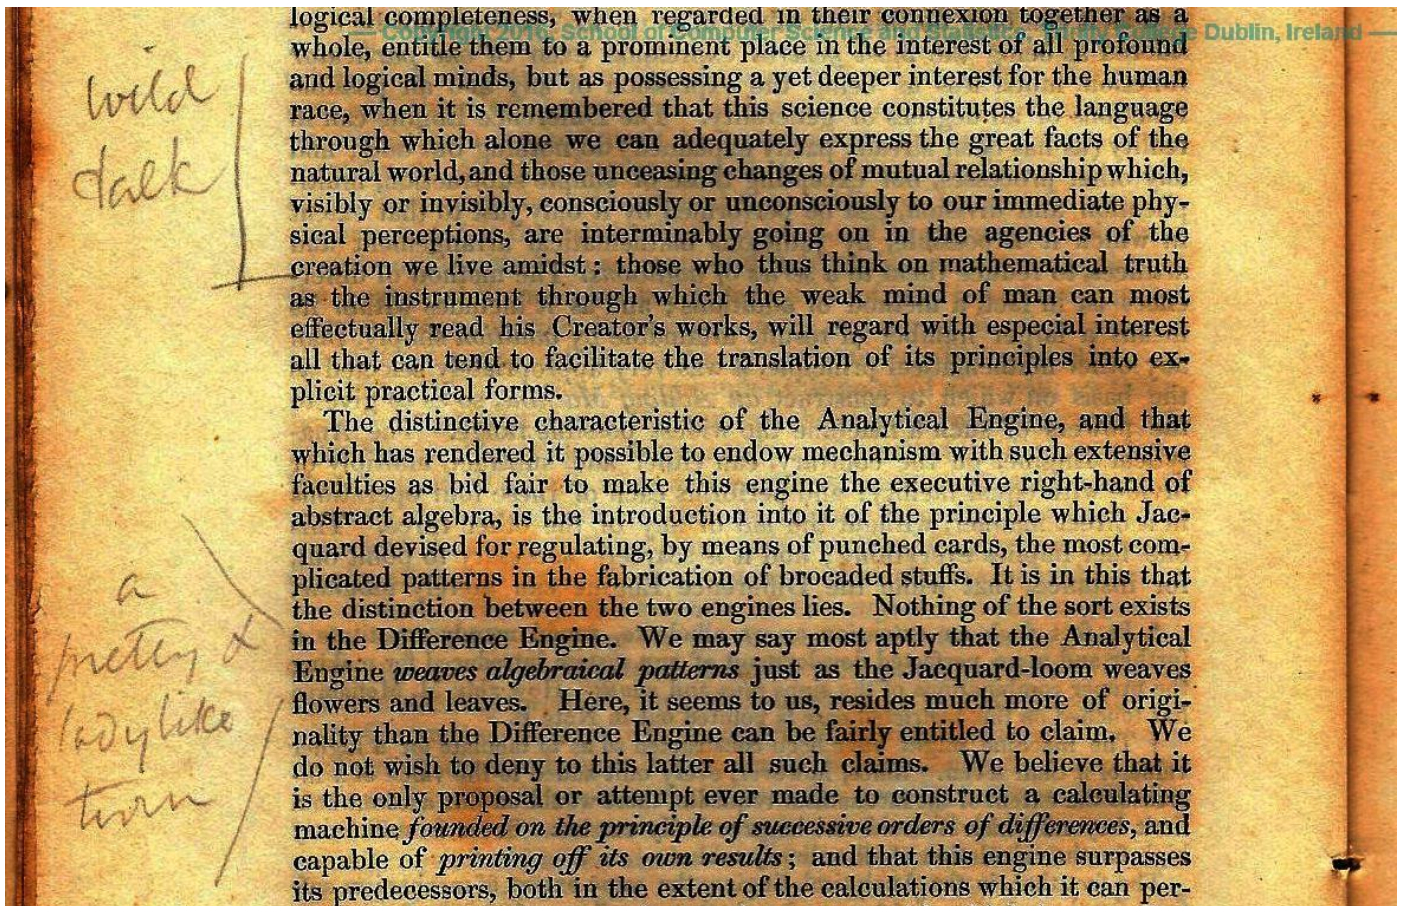 logical completeness, when regarded in their connexion together as a
— Copyright 2016, School of Computer Science and Statistics, Trinity College Dublin, Ireland —
whole, entitle them to a prominent place in the interest of all profound
and logical minds, but as possessing a yet deeper interest for the human
race, when it is remembered that this science constitutes the language
through which alone we can adequately express the great facts of the
natural world, and those unceasing changes of mutual relationship which,
visibly or invisibly, consciously or unconsciously to our immediate phy-
sical perceptions, are interminably going on in the agencies of the
creation we live amidst: those who thus think on mathematical truth
as the instrument through which the weak mind of man can most
effectually read his Creator's works, will regard with especial interest
all that can tend to facilitate the translation of its principles into ex-
plicit practical forms.
wild
talk
The distinctive characteristic of the Analytical Engine, and that
which has rendered it possible to endow mechanism with such extensive
faculties as bid fair to make this engine the executive right-hand of
abstract algebra, is the introduction into it of the principle which Jac-
quard devised for regulating, by means of punched cards, the most com-
plicated patterns in the fabrication of brocaded stuffs. It is in this that
the distinction between the two engines lies. Nothing of the sort exists
in the Difference Engine. We may say most aptly that the Analytical
Engine weaves algebraical patterns just as the Jacquard-loom weaves
flowers and leaves. Here, it seems to us, resides much more of origi-
nality than the Difference Engine can be fairly entitled to claim. We
do not wish to deny to this latter all such claims. We believe that it
is the only proposal or attempt ever made to construct a calculating
machine founded on the principle of successive orders of differences, and
capable of printing off its own results; and that this engine surpasses
its predecessors, both in the extent of the calculations which it can per-
a
pretty &
ladylike
turn